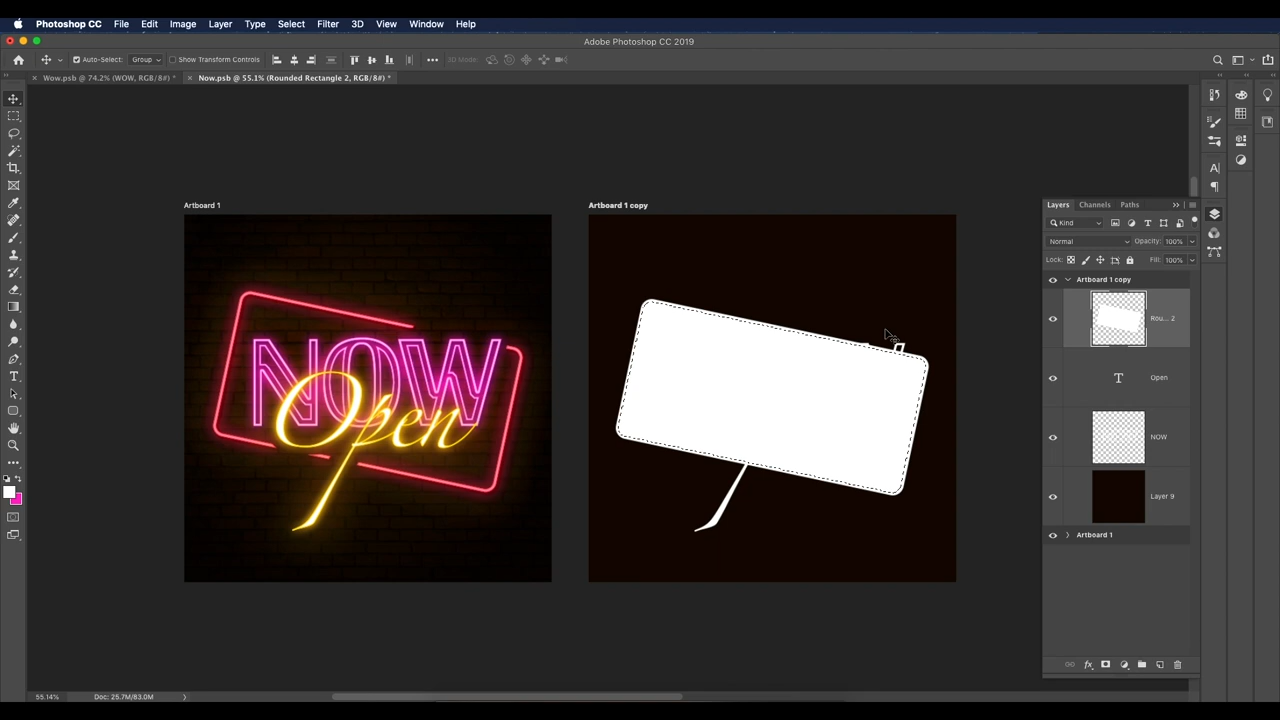 Photoshop CC File Edit Image Layer Type Select Filter 3D View Window Help
Adobe Photoshop CC 2019
Auto-Select: Group Show Transform Controls 3D Mode:
Wow.psb @ 74.2% (WOW, RGB/8#) * Now.psb @ 55.1% (Rounded Rectangle 2, RGB/8#) *
Artboard 1
Artboard 1 copy
NOW
Open
Layers Channels Paths
Kind
Normal Opacity: 100%
Lock: Fill: 100%
Artboard 1 copy
Rou... 2
T Open
NOW
Layer 9
Artboard 1
55.14% Doc: 25.7M/83.0M